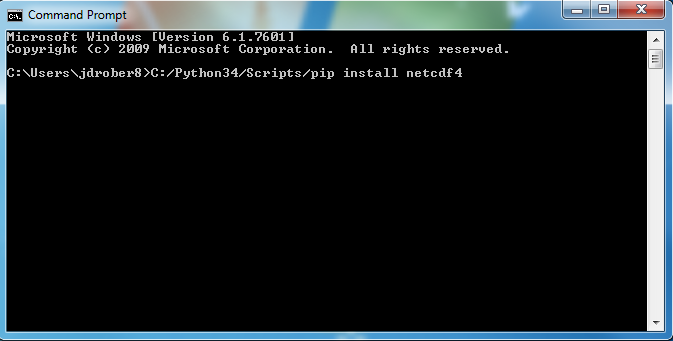 Command Prompt
Microsoft Windows [Version 6.1.7601]
Copyright (c) 2009 Microsoft Corporation.  All rights reserved.
C:\Users\jdrober8>C:/Python34/Scripts/pip install netcdf4